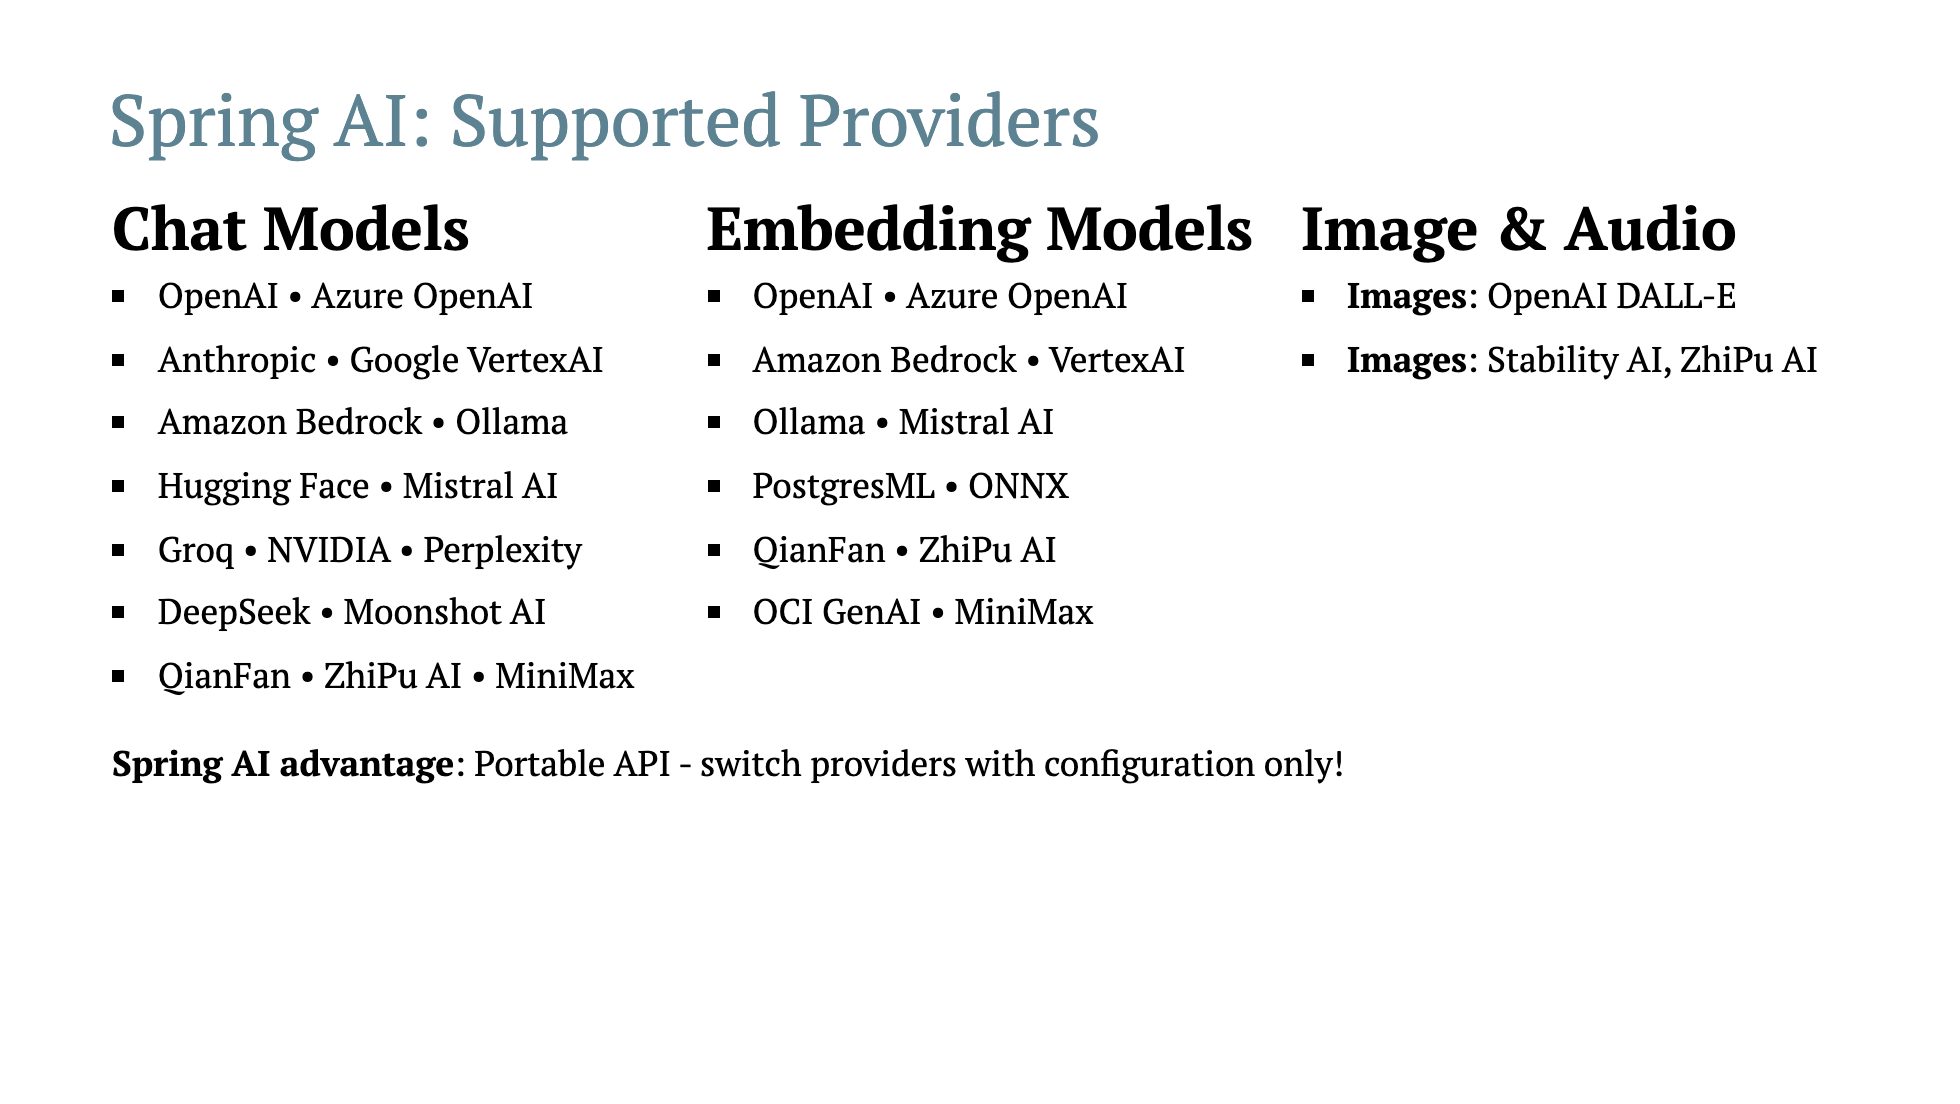 Spring AI: Supported Providers
Chat Models
▪ OpenAI • Azure OpenAI
▪ Anthropic • Google VertexAI
▪ Amazon Bedrock • Ollama
▪ Hugging Face • Mistral AI
▪ Groq • NVIDIA • Perplexity
▪ DeepSeek • Moonshot AI
▪ QianFan • ZhiPu AI • MiniMax
Embedding Models
▪ OpenAI • Azure OpenAI
▪ Amazon Bedrock • VertexAI
▪ Ollama • Mistral AI
▪ PostgresML • ONNX
▪ QianFan • ZhiPu AI
▪ OCI GenAI • MiniMax
Image & Audio
▪ Images: OpenAI DALL-E
▪ Images: Stability AI, ZhiPu AI
Spring AI advantage: Portable API - switch providers with configuration only!